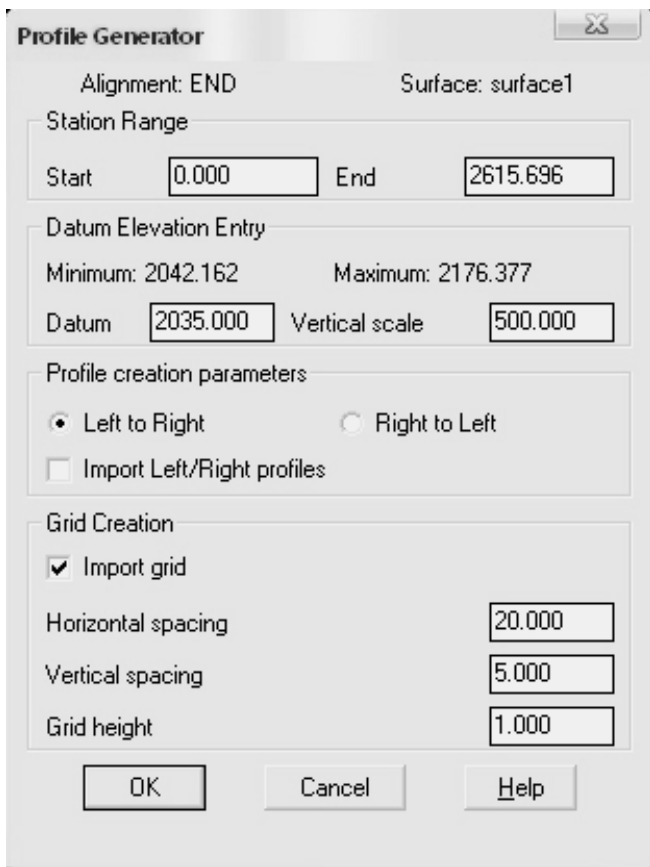 Profile Generator
Alignment: END Surface: surface1
Station Range
Start 0.000 End 2615.696
Datum Elevation Entry
Minimum: 2042.162 Maximum: 2176.377
Datum 2035.000 Vertical scale 500.000
Profile creation parameters
Left to Right Right to Left
Import Left/Right profiles
Grid Creation
Import grid
Horizontal spacing 20.000
Vertical spacing 5.000
Grid height 1.000
OK Cancel Help